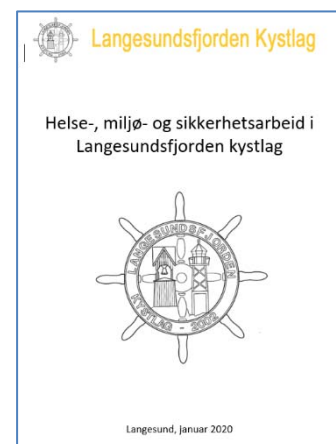 Langesundsfjorden Kystlag
Helse-, miljø- og sikkerhetsarbeid i
Langesundsfjorden kystlag
LANGESUNDSFJORDEN
KYSTLAG - 2002
Langesund, januar 2020